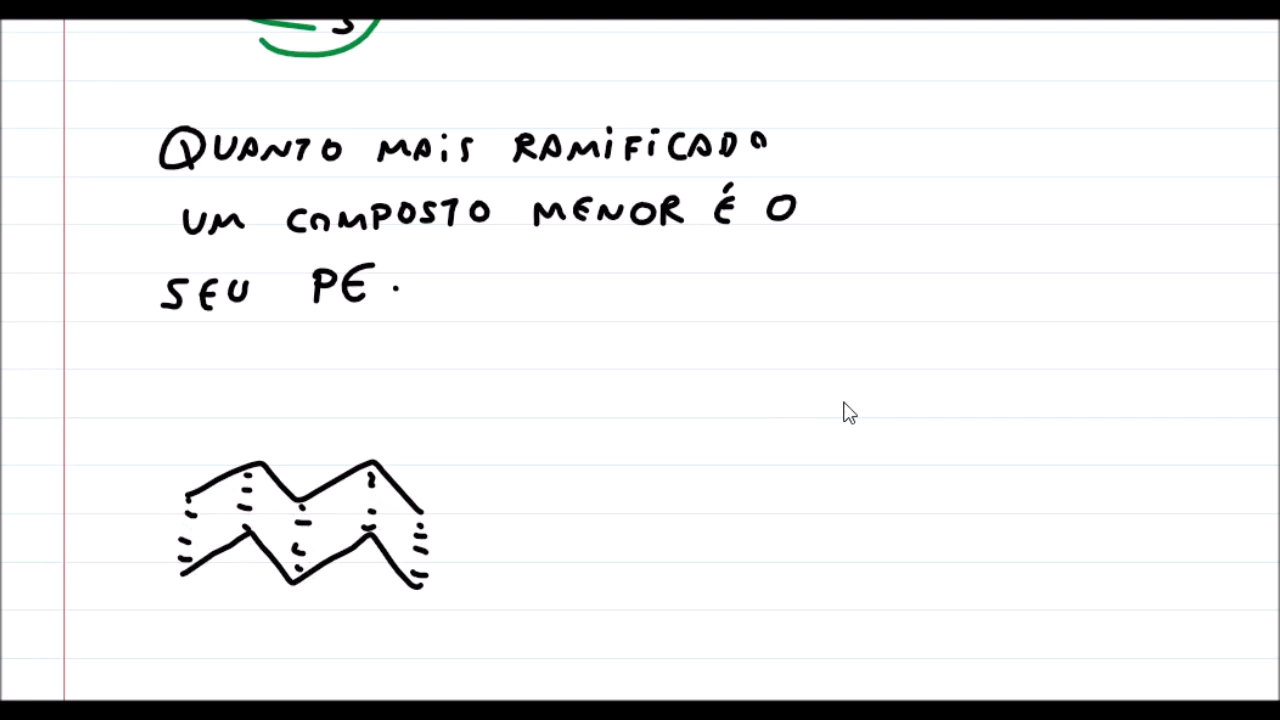 QUANTO MAIS RAMIFICADO
UM COMPOSTO MENOR É O
SEU PE.